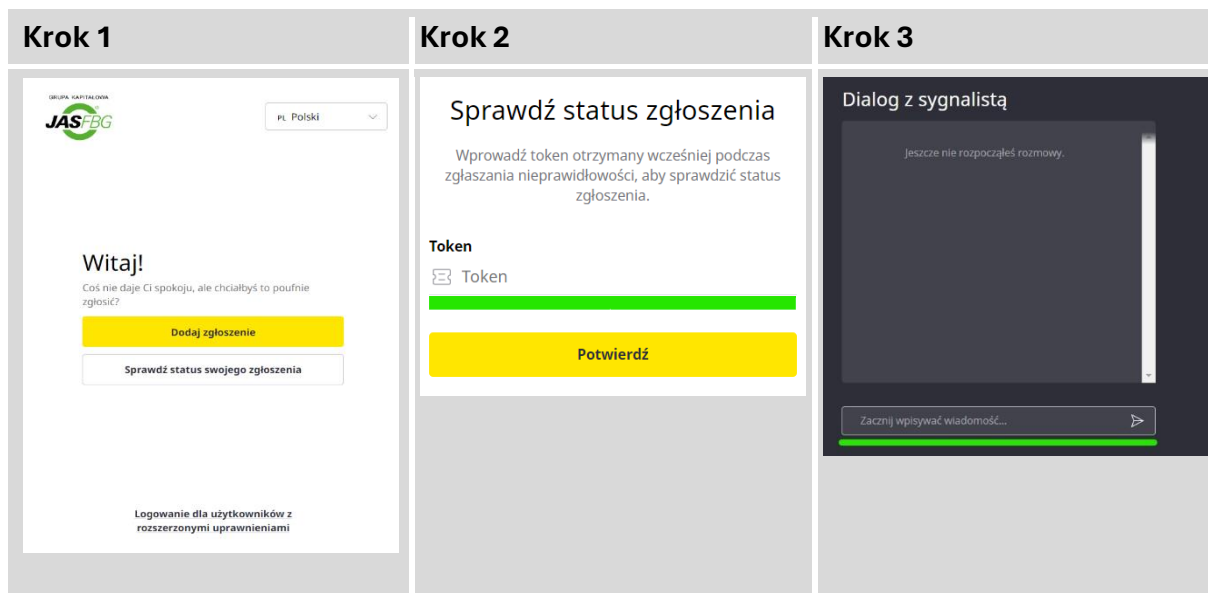 Krok 1
Krok 2
Krok 3
GRUPA KAPITAŁOWA
JASFBG
PL Polski
Witaj!
Coś nie daje Ci spokoju, ale chciałbyś to poufnie
zgłosić?
Dodaj zgłoszenie
Sprawdź status swojego zgłoszenia
Logowanie dla użytkowników z
rozszerzonymi uprawnieniami
Sprawdź status zgłoszenia
Wprowadź token otrzymany wcześniej podczas
zgłaszania nieprawidłowości, aby sprawdzić status
zgłoszenia.
Token
Token
Potwierdź
Dialog z sygnalistą
Jeszcze nie rozpocząłeś rozmowy.
Zacznij wpisywać wiadomość...